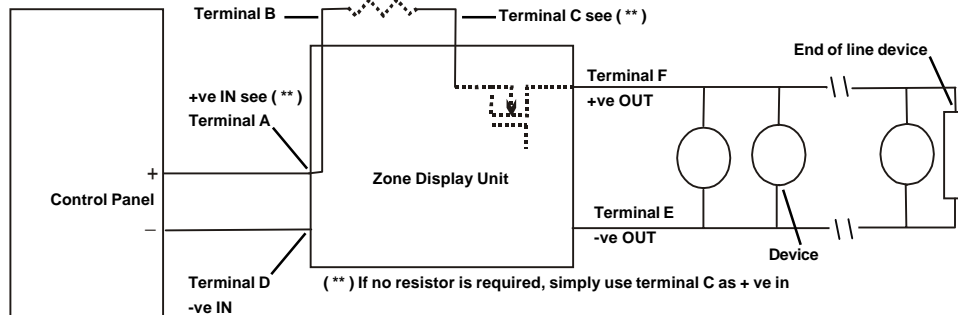 Terminal B
Terminal C see ( ** )
End of line device
+ve IN see ( ** )
Terminal A
Terminal F
+ve OUT
+
Control Panel
Zone Display Unit
−
Terminal E
-ve OUT
Device
Terminal D
-ve IN
( ** ) If no resistor is required, simply use terminal C as + ve in